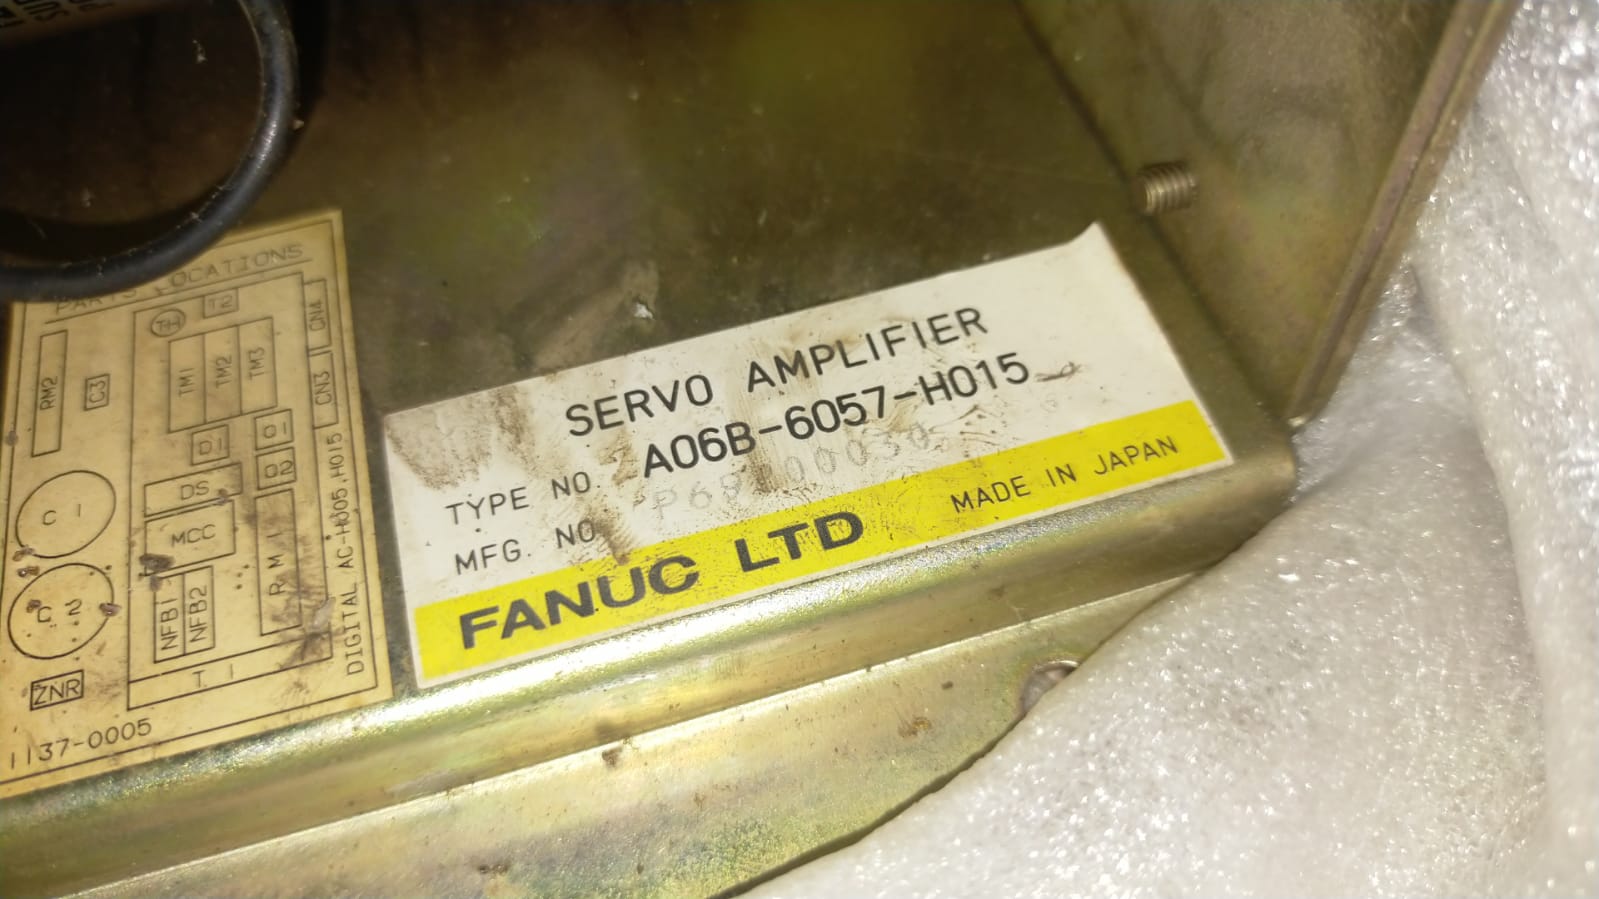 PARTS LOCATIONS
RM2
C3
TH
T2
TM1
TM2
TM3
CN4
CN3
D1
D1
D2
DS
C1
MCC
RM1
C2
NFB1
NFB2
T1
ZNR
DIGITAL AC-H005,H015
1137-0005
SERVO AMPLIFIER
TYPE NO. A06B-6057-H015
MFG. NO.
FANUC LTD MADE IN JAPAN